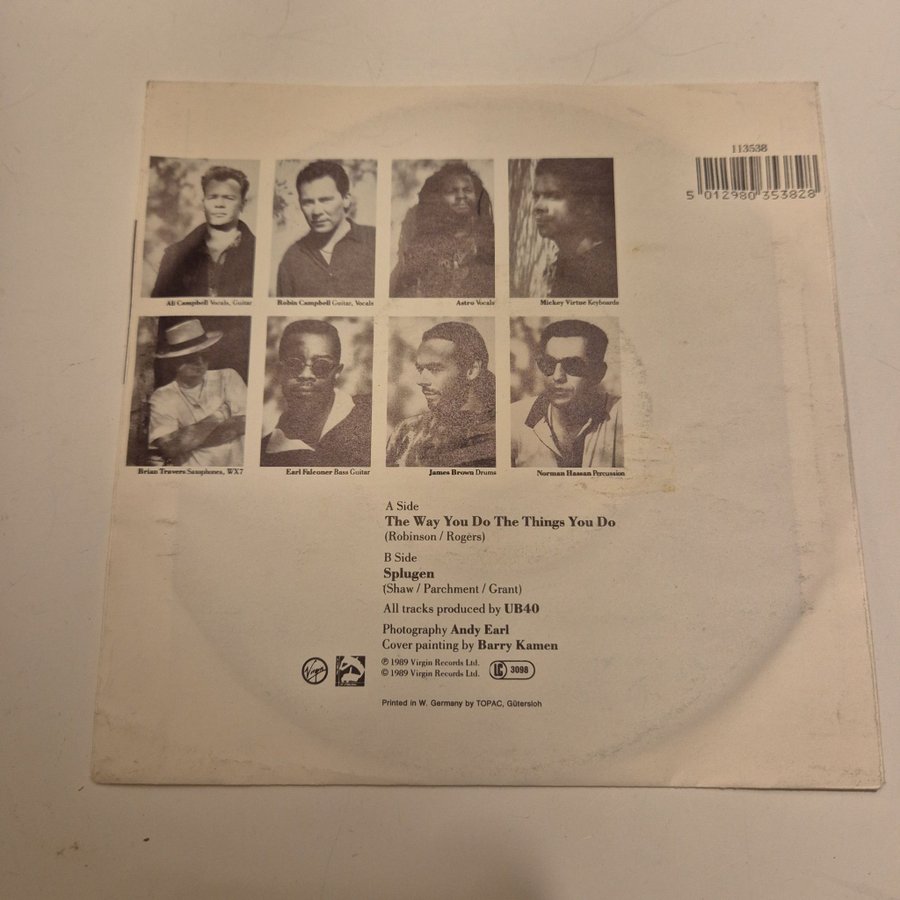 113538
5 012980 353828
Ali Campbell Vocals, Guitar
Robin Campbell Guitar, Vocals
Astro Vocals
Mickey Virtue Keyboards
Brian Travers Saxophones, WX7
Earl Falconer Bass Guitar
James Brown Drums
Norman Hassan Percussion
A Side
The Way You Do The Things You Do
(Robinson / Rogers)
B Side
Splugen
(Shaw / Parchment / Grant)
All tracks produced by UB40
Photography Andy Earl
Cover painting by Barry Kamen
Virgin
℗ 1989 Virgin Records Ltd.
© 1989 Virgin Records Ltd.
LC 3098
Printed in W. Germany by TOPAC, Gütersloh